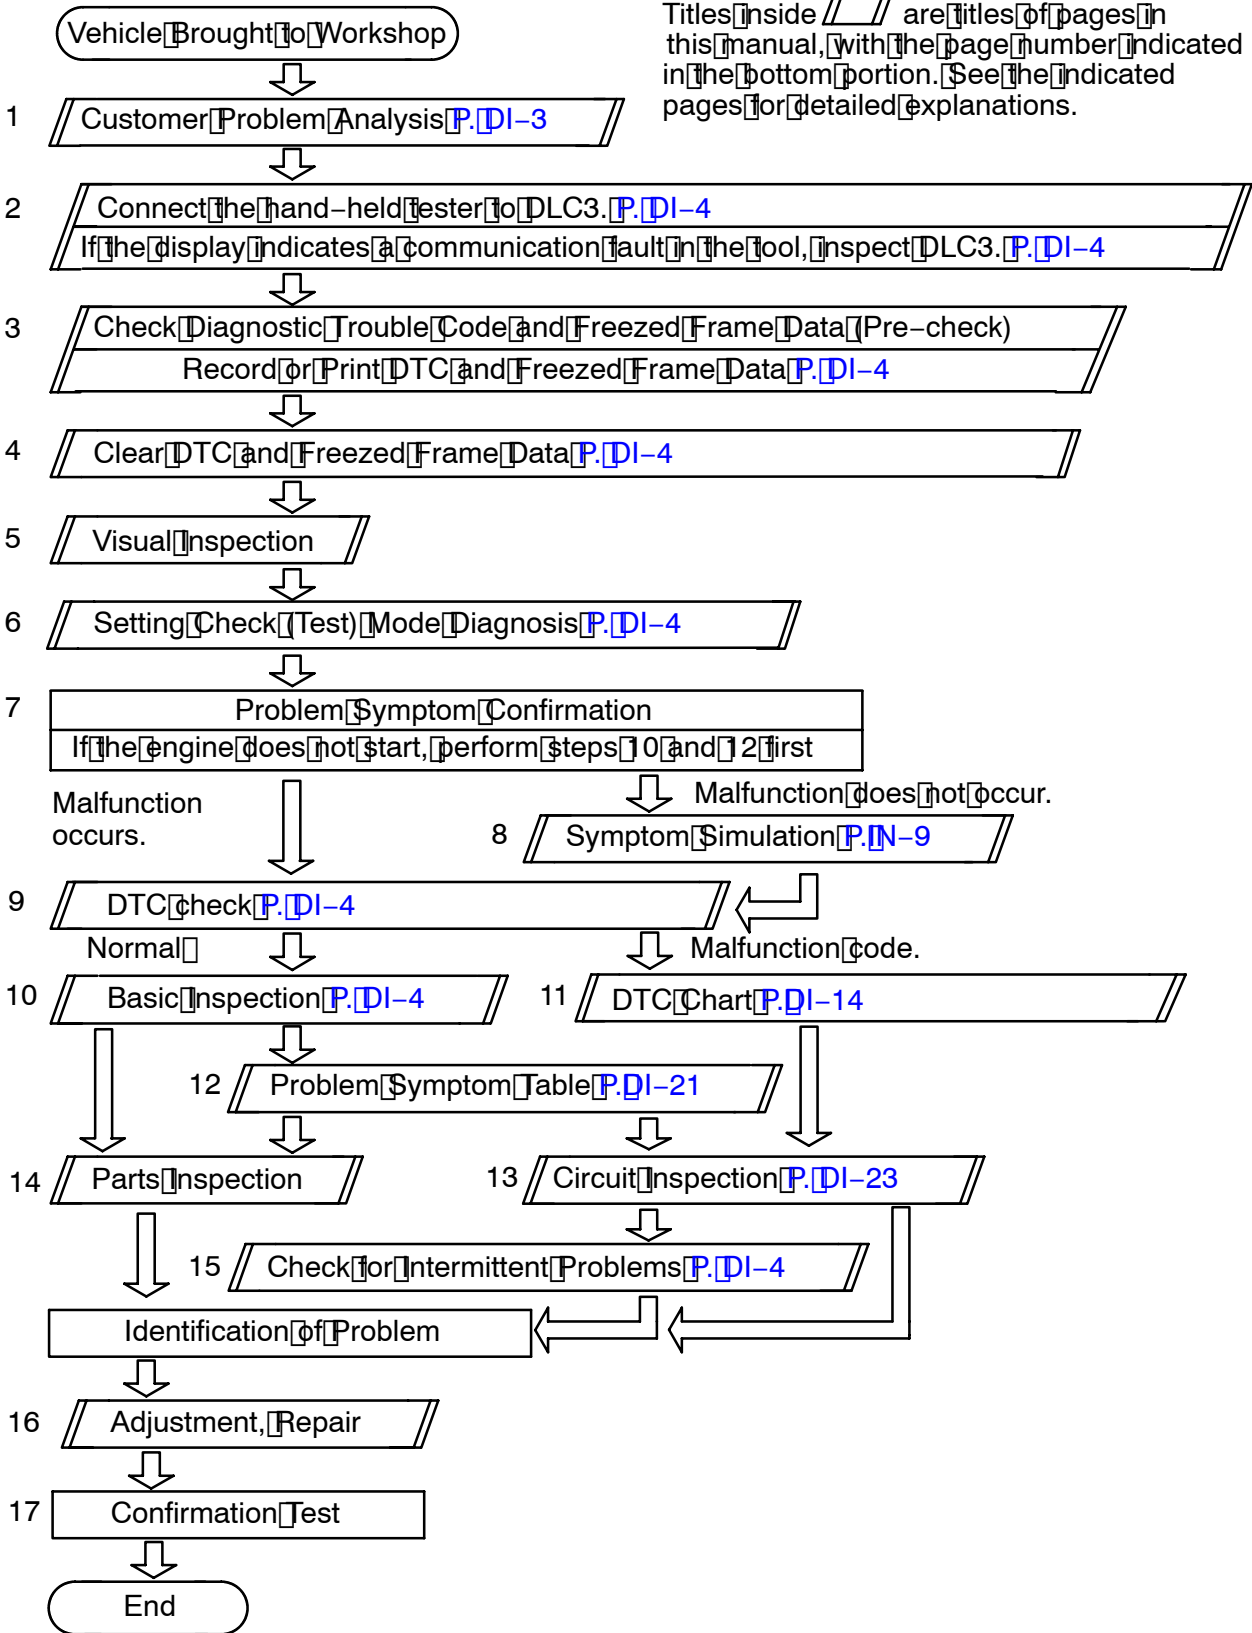 Vehicle Brought to Workshop
Titles inside are titles of pages in
this manual, with the page number indicated
in the bottom portion. See the indicated
pages for detailed explanations.
1 Customer Problem Analysis P. DI–3
2 Connect the hand–held tester to DLC3. P. DI–4
If the display indicates a communication fault in the tool, inspect DLC3. P. DI–4
3 Check Diagnostic Trouble Code and Freezed Frame Data (Pre–check)
Record or Print DTC and Freezed Frame Data P. DI–4
4 Clear DTC and Freezed Frame Data P. DI–4
5 Visual Inspection
6 Setting Check (Test) Mode Diagnosis P. DI–4
7 Problem Symptom Confirmation
If the engine does not start, perform steps 10 and 12 first
Malfunction
occurs.
Malfunction does not occur.
8 Symptom Simulation P.IN–9
9 DTC check P. DI–4
Normal
Malfunction code.
10 Basic Inspection P. DI–4
11 DTC Chart P.DI–14
12 Problem Symptom Table P.DI–21
14 Parts Inspection
13 Circuit Inspection P. DI–23
15 Check for Intermittent Problems P. DI–4
Identification of Problem
16 Adjustment, Repair
17 Confirmation Test
End